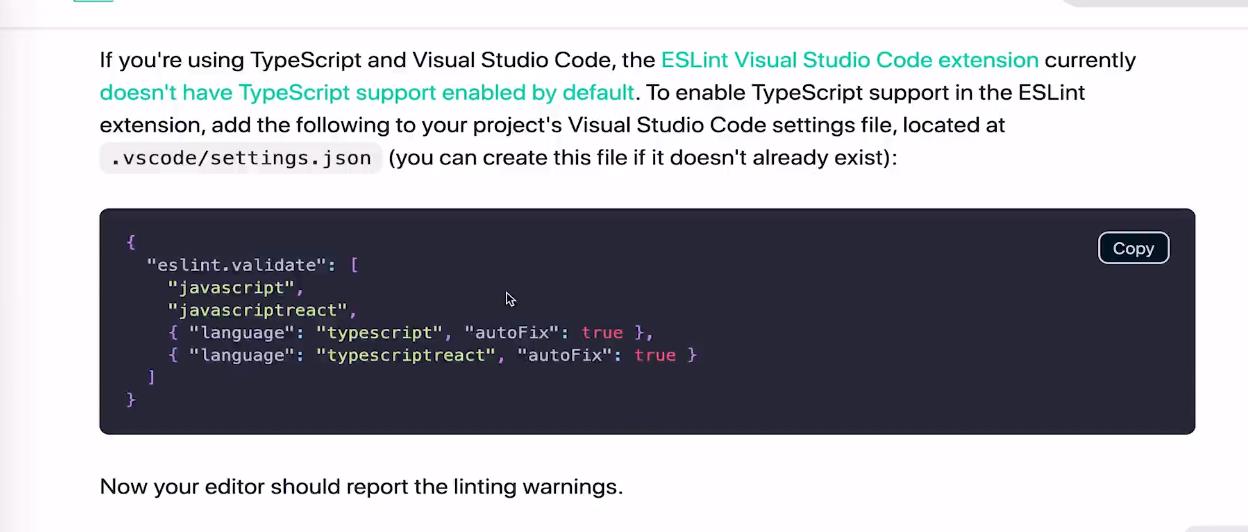 If you're using TypeScript and Visual Studio Code, the ESLint Visual Studio Code extension currently
doesn't have TypeScript support enabled by default. To enable TypeScript support in the ESLint
extension, add the following to your project's Visual Studio Code settings file, located at
.vscode/settings.json (you can create this file if it doesn't already exist):
Copy
{
  "eslint.validate": [
    "javascript",
    "javascriptreact",
    { "language": "typescript", "autoFix": true },
    { "language": "typescriptreact", "autoFix": true }
  ]
}
Now your editor should report the linting warnings.